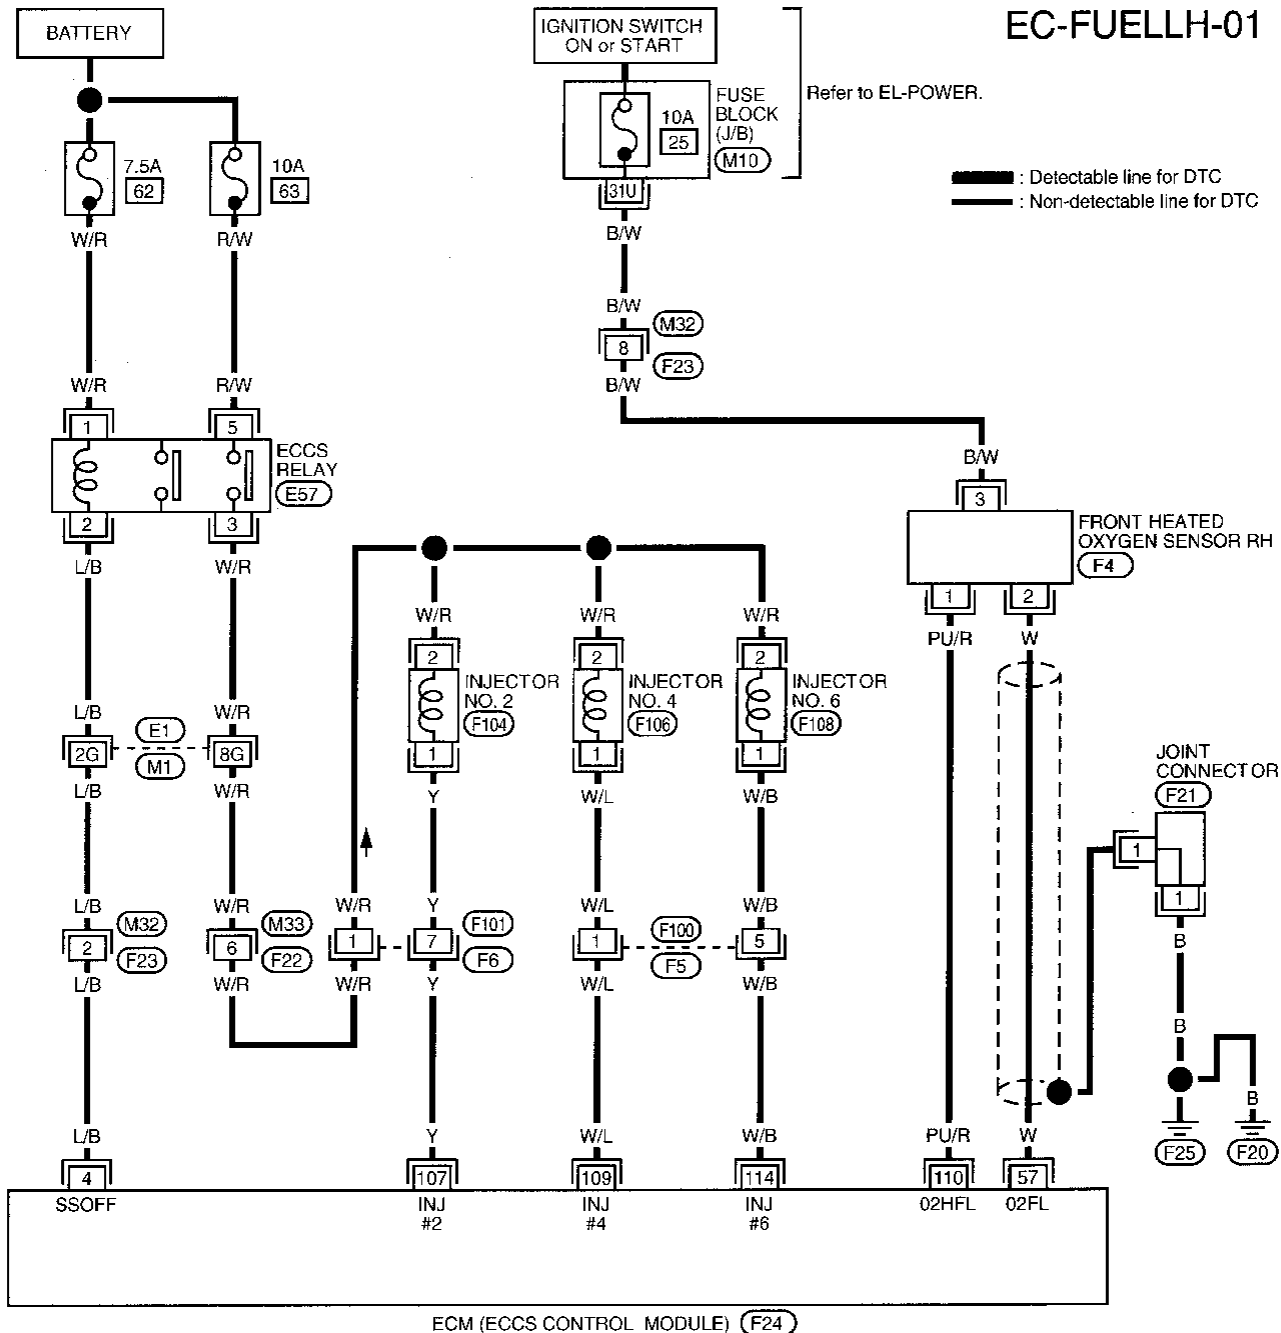 EC-FUELLH-01
BATTERY
IGNITION SWITCH
ON or START
FUSE
BLOCK
(J/B)
M10
Refer to EL-POWER.
10A
25
31U
7.5A
62
10A
63
: Detectable line for DTC
: Non-detectable line for DTC
W/R
R/W
B/W
B/W
M32
8
F23
B/W
W/R
R/W
1
5
ECCS
RELAY
E57
2
3
B/W
3
FRONT HEATED
OXYGEN SENSOR RH
F4
1
2
L/B
W/R
W/R
W/R
W/R
PU/R
W
2
2
2
INJECTOR
NO. 2
F104
INJECTOR
NO. 4
F106
INJECTOR
NO. 6
F108
1
1
1
L/B
W/R
2G
E1
M1
8G
L/B
W/R
Y
W/L
W/B
JOINT
CONNECTOR
F21
1
1
L/B
W/R
W/R
Y
W/L
W/B
B
2
M32
F23
6
M33
F22
1
7
F101
F6
1
F100
F5
5
L/B
W/R
W/R
Y
W/L
W/B
B
B
F25
F20
L/B
Y
W/L
W/B
PU/R
W
4
107
109
114
110
57
SSOFF
INJ
#2
INJ
#4
INJ
#6
02HFL
02FL
ECM (ECCS CONTROL MODULE)
F24